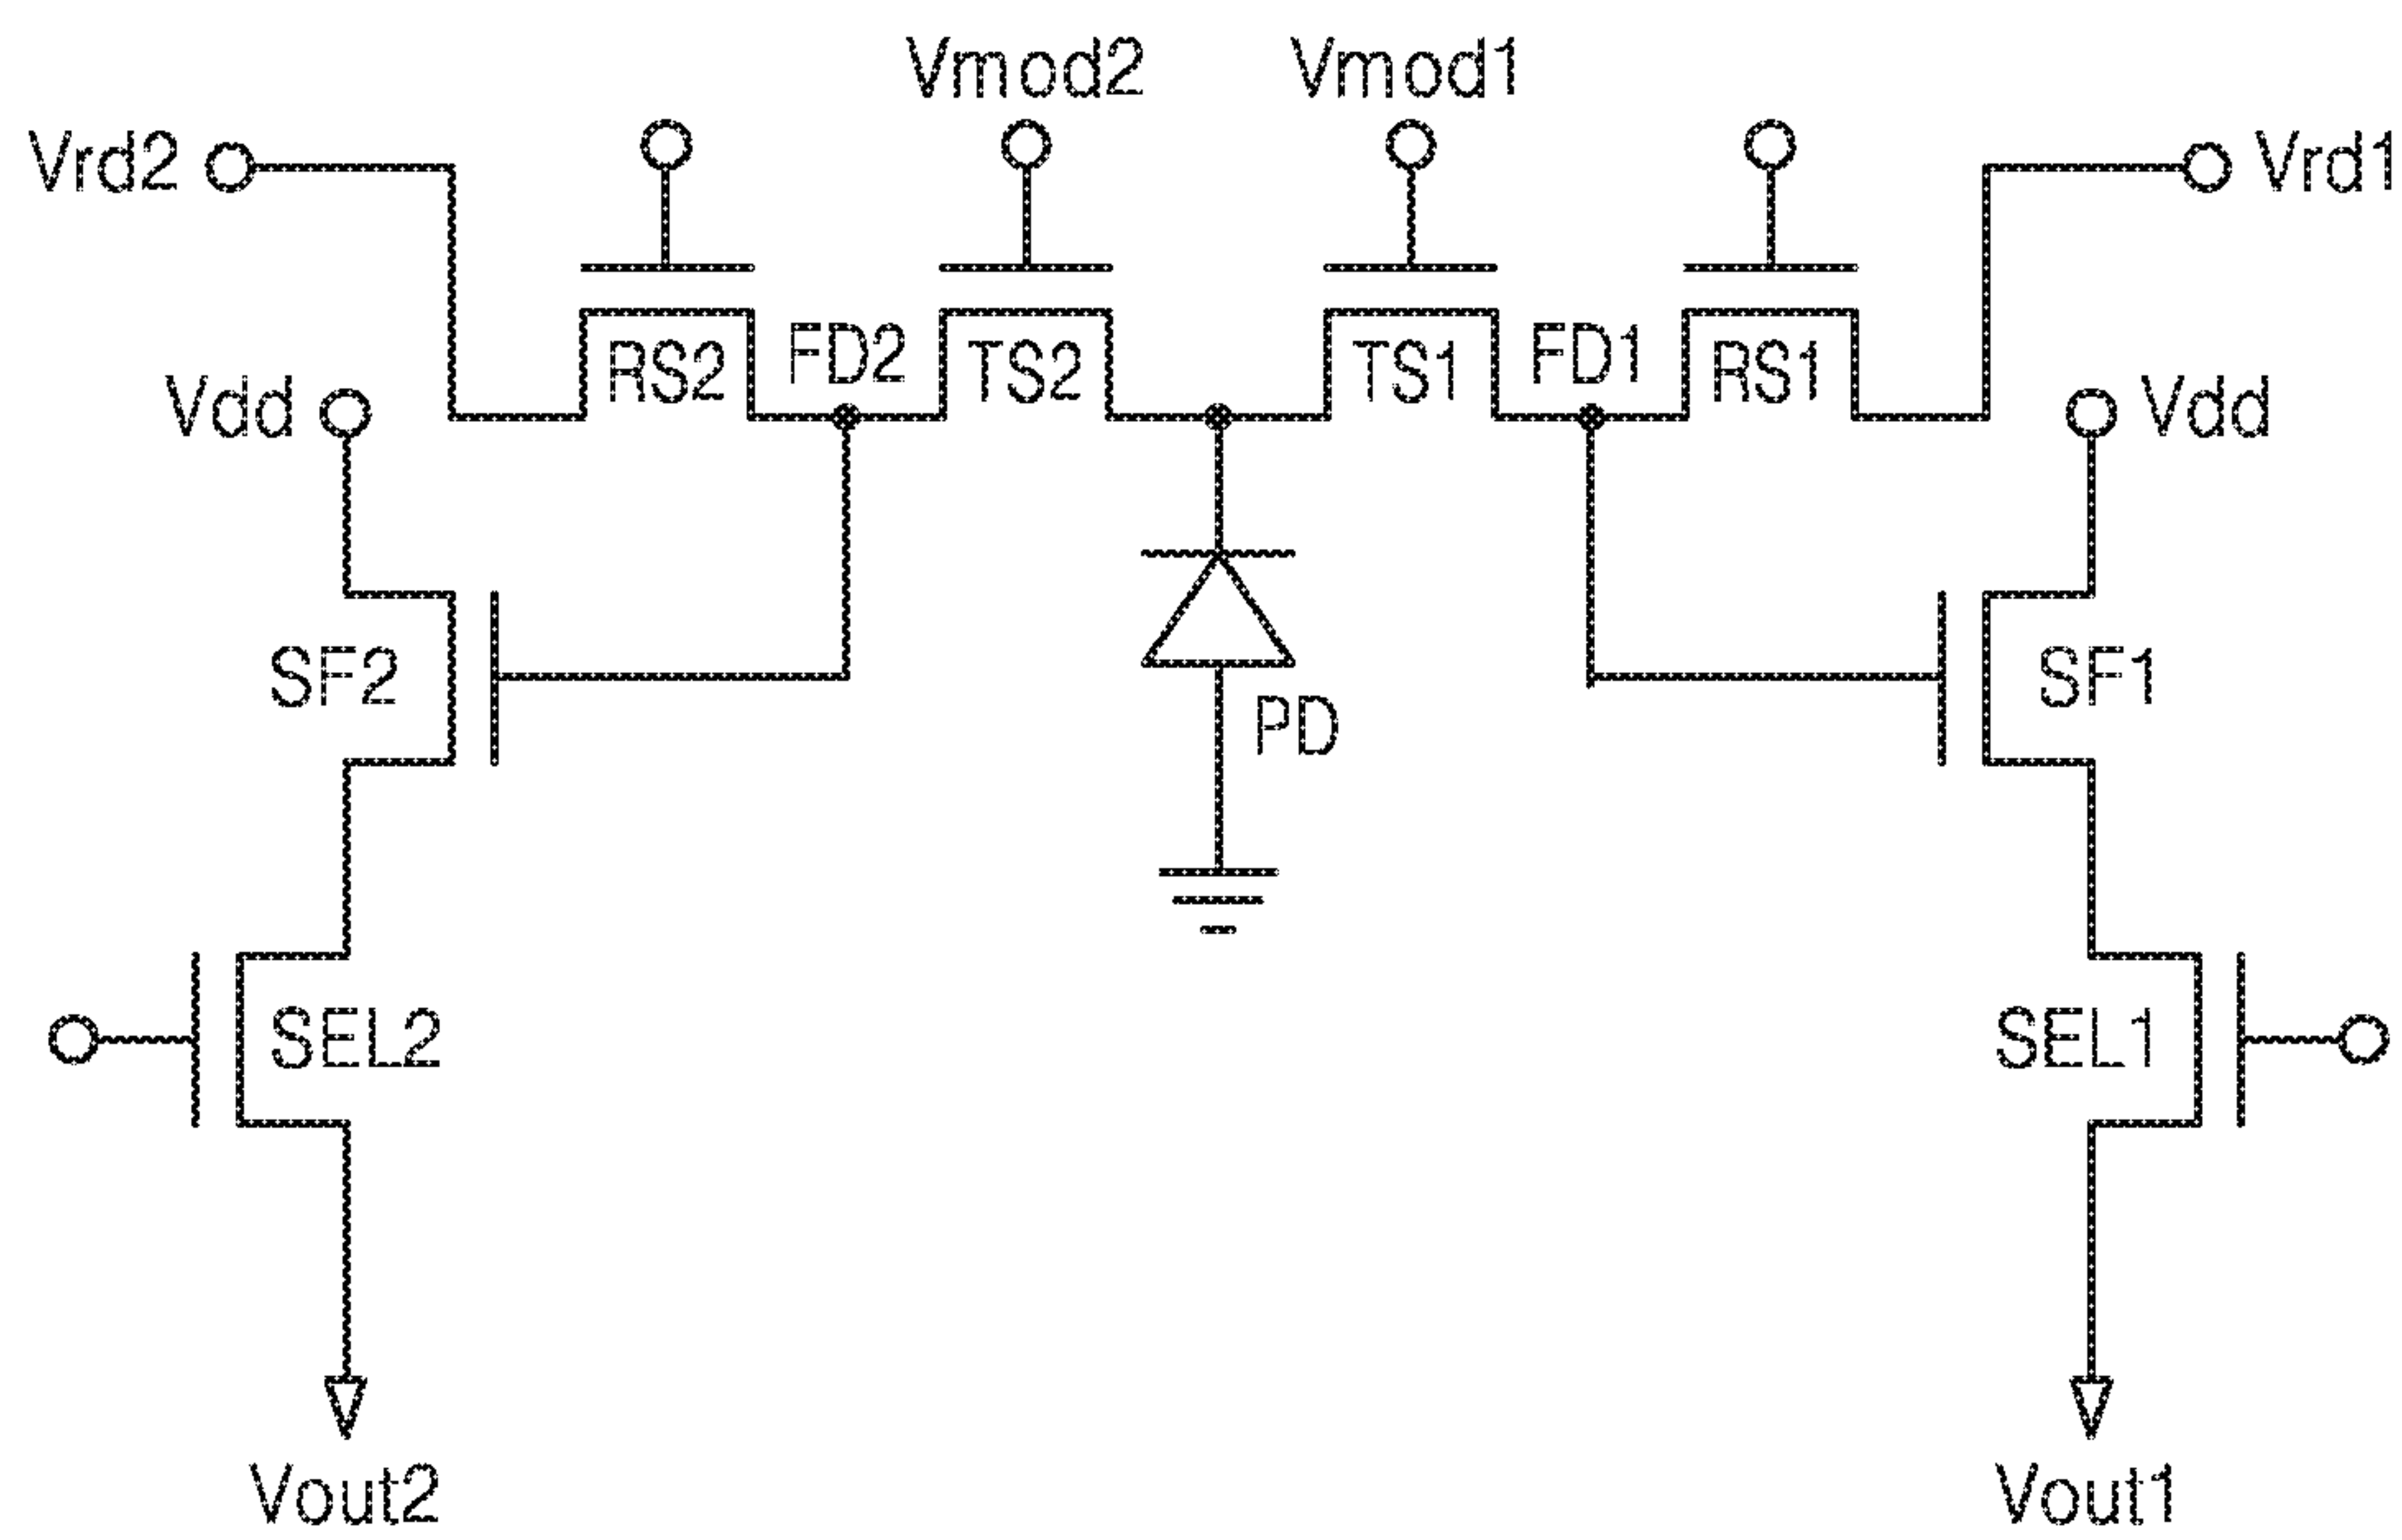 Vmod2 Vmod1
Vrd2 Vrd1
RS2 FD2 TS2 TS1 FD1 RS1
Vdd Vdd
SF2 SF1
PD
SEL2 SEL1
Vout2 Vout1